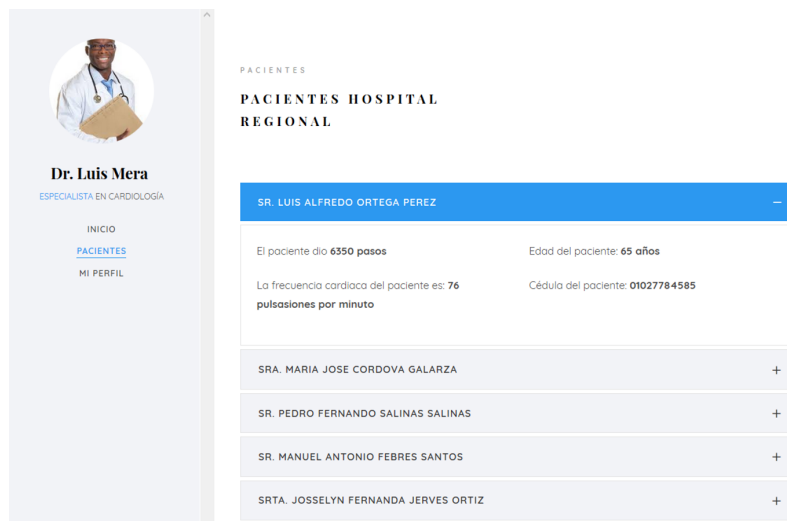 Dr. Luis Mera
ESPECIALISTA EN CARDIOLOGÍA
INICIO
PACIENTES
MI PERFIL
PACIENTES
PACIENTES HOSPITAL
REGIONAL
SR. LUIS ALFREDO ORTEGA PEREZ
El paciente dio 6350 pasos
Edad del paciente: 65 años
La frecuencia cardiaca del paciente es: 76
pulsasiones por minuto
Cédula del paciente: 01027784585
SRA. MARIA JOSE CORDOVA GALARZA
SR. PEDRO FERNANDO SALINAS SALINAS
SR. MANUEL ANTONIO FEBRES SANTOS
SRTA. JOSSELYN FERNANDA JERVES ORTIZ